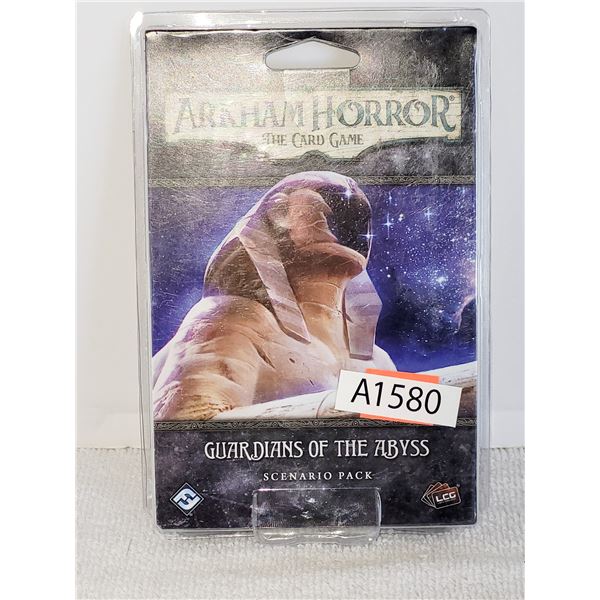 ARKHAM HORROR®
THE CARD GAME
A1580
GUARDIANS OF THE ABYSS
SCENARIO PACK
LCG